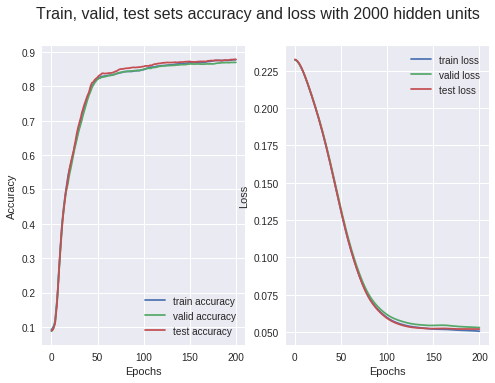 Train, valid, test sets accuracy and loss with 2000 hidden units
0.9
0.8
0.7
0.6
0.5
0.4
0.3
0.2
0.1
Accuracy
0
50
100
150
200
Epochs
train accuracy
valid accuracy
test accuracy
0.225
0.200
0.175
0.150
0.125
0.100
0.075
0.050
Loss
0
50
100
150
200
Epochs
train loss
valid loss
test loss